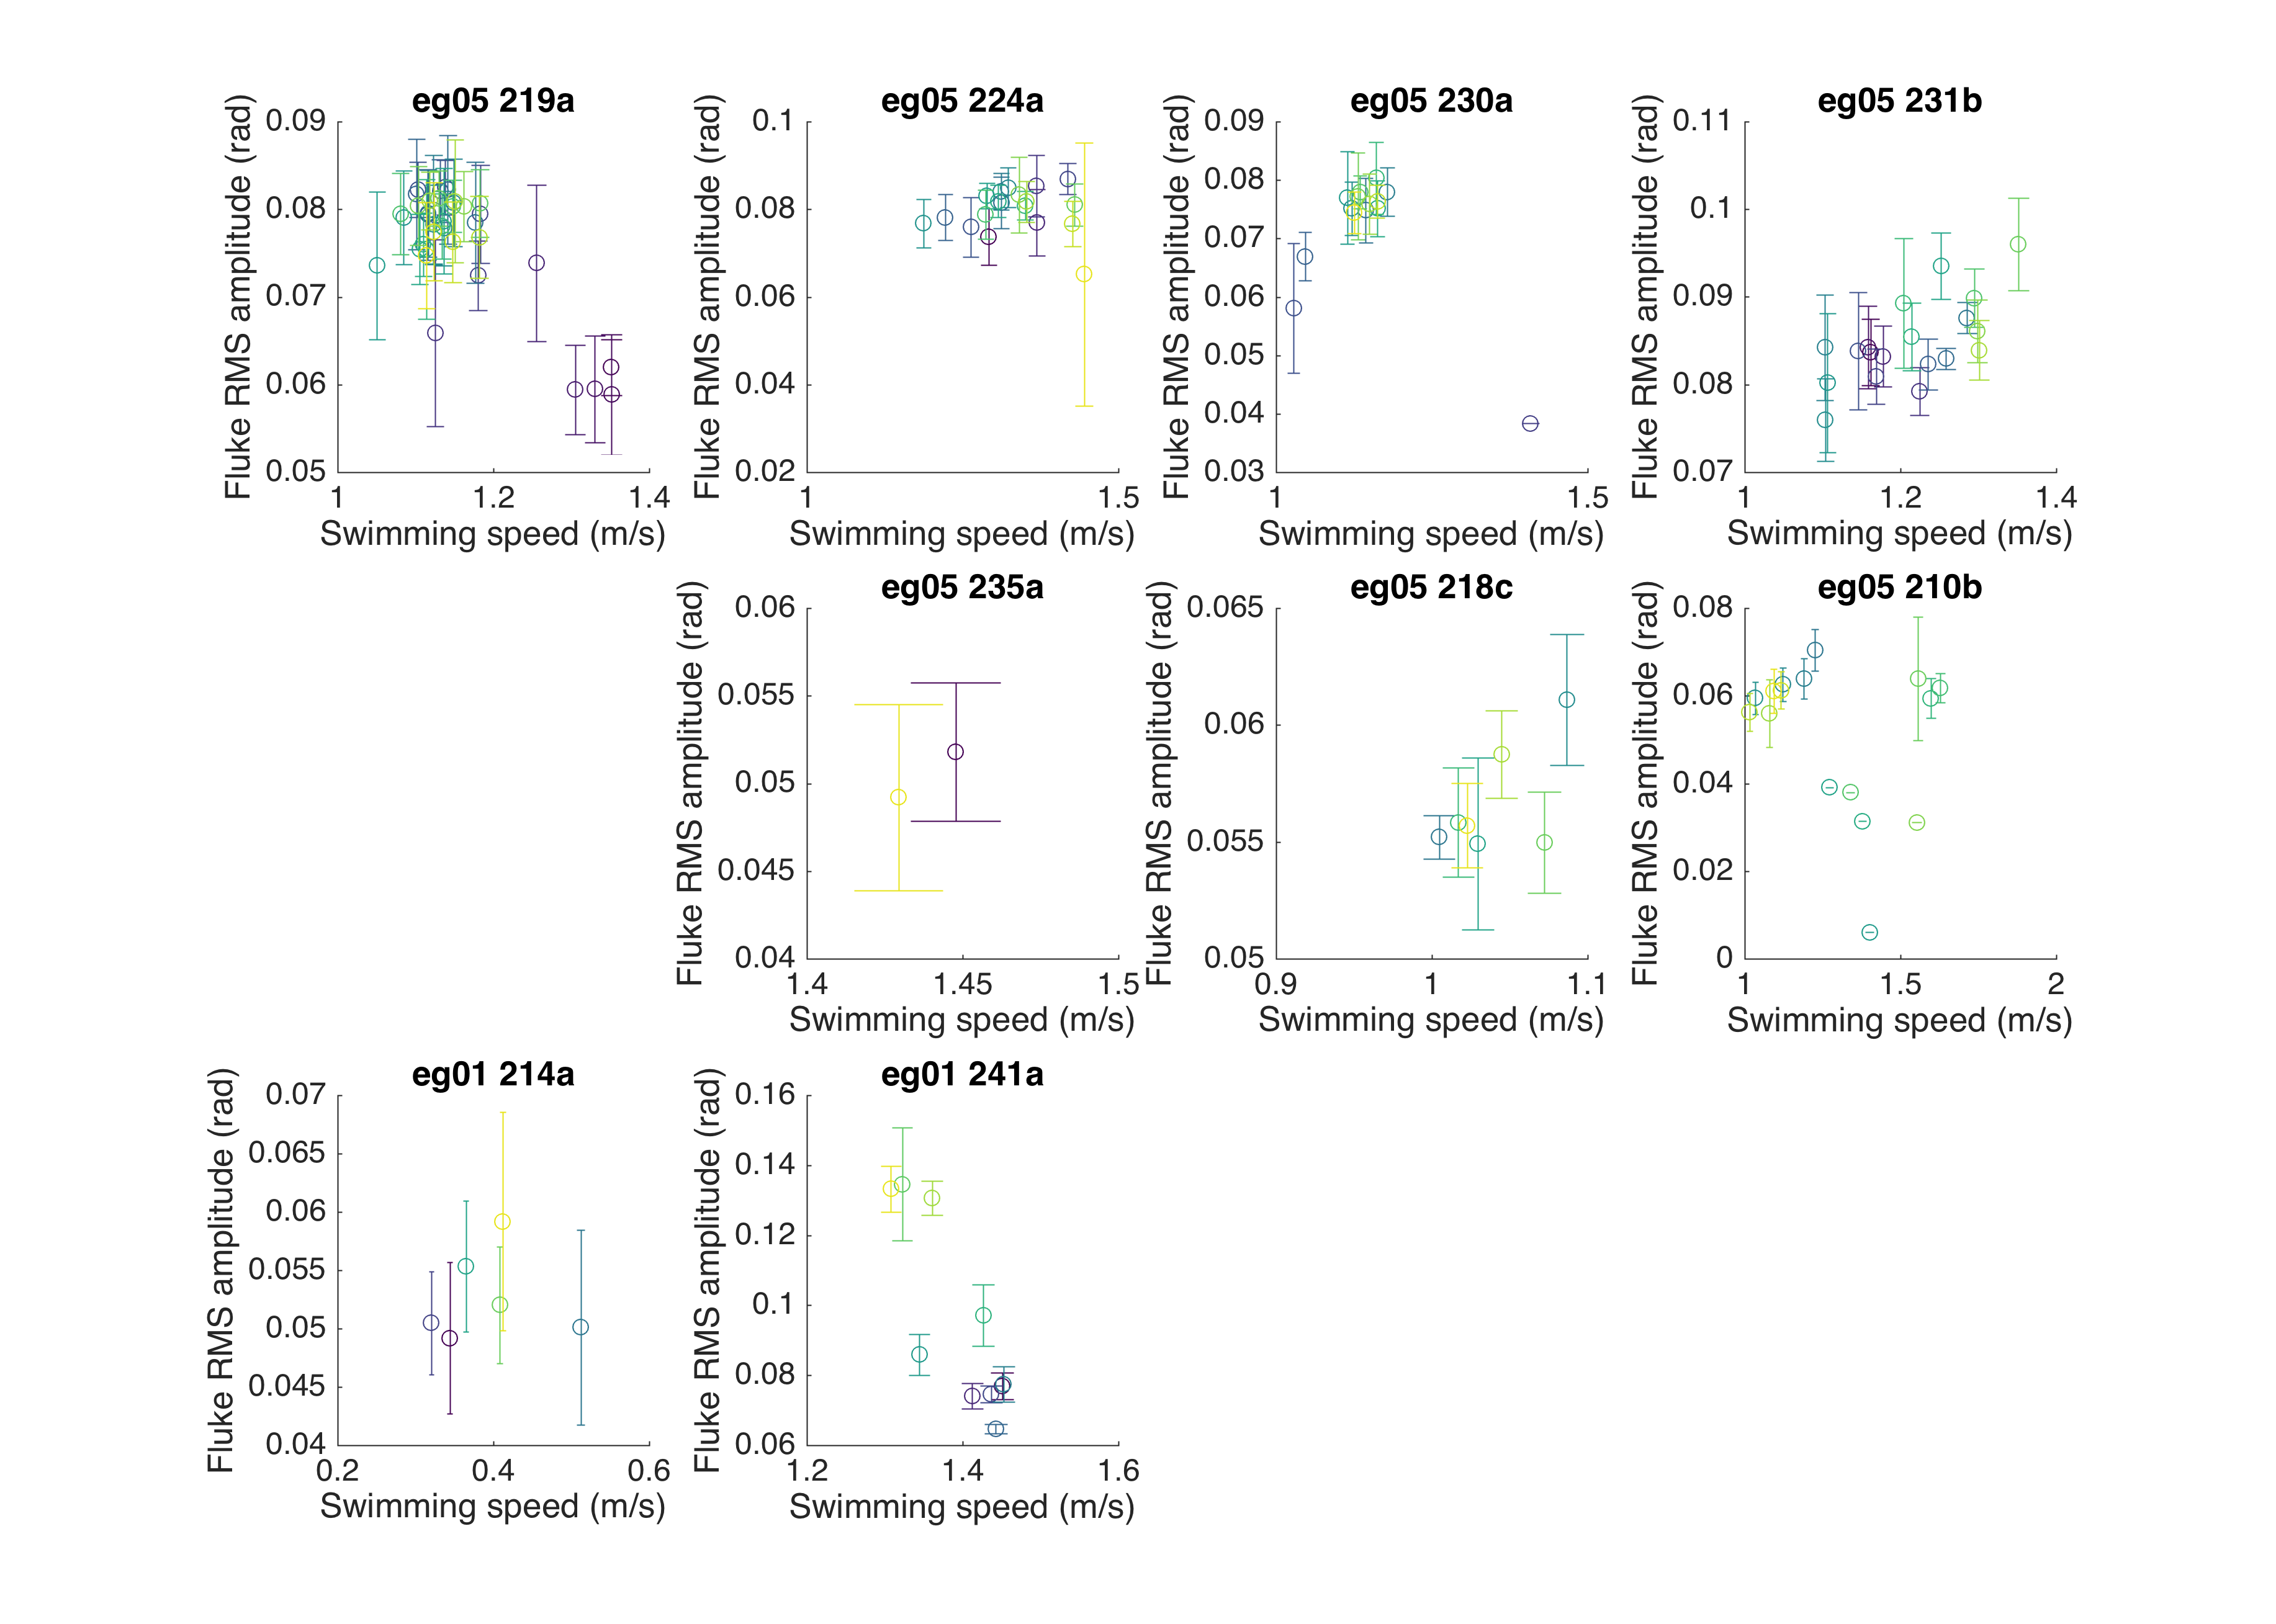 eg05 219a
Fluke RMS amplitude (rad)
0.09
0.08
0.07
0.06
0.05
1
1.2
1.4
Swimming speed (m/s)
eg05 224a
Fluke RMS amplitude (rad)
0.1
0.08
0.06
0.04
0.02
1
1.5
Swimming speed (m/s)
eg05 230a
Fluke RMS amplitude (rad)
0.09
0.08
0.07
0.06
0.05
0.04
0.03
1
1.5
Swimming speed (m/s)
eg05 231b
Fluke RMS amplitude (rad)
0.11
0.1
0.09
0.08
0.07
1
1.2
1.4
Swimming speed (m/s)
eg05 235a
Fluke RMS amplitude (rad)
0.06
0.055
0.05
0.045
0.04
1.4
1.45
1.5
Swimming speed (m/s)
eg05 218c
Fluke RMS amplitude (rad)
0.065
0.06
0.055
0.05
0.9
1
1.1
Swimming speed (m/s)
eg05 210b
Fluke RMS amplitude (rad)
0.08
0.06
0.04
0.02
0
1
1.5
2
Swimming speed (m/s)
eg01 214a
Fluke RMS amplitude (rad)
0.07
0.065
0.06
0.055
0.05
0.045
0.04
0.2
0.4
0.6
Swimming speed (m/s)
eg01 241a
Fluke RMS amplitude (rad)
0.16
0.14
0.12
0.1
0.08
0.06
1.2
1.4
1.6
Swimming speed (m/s)